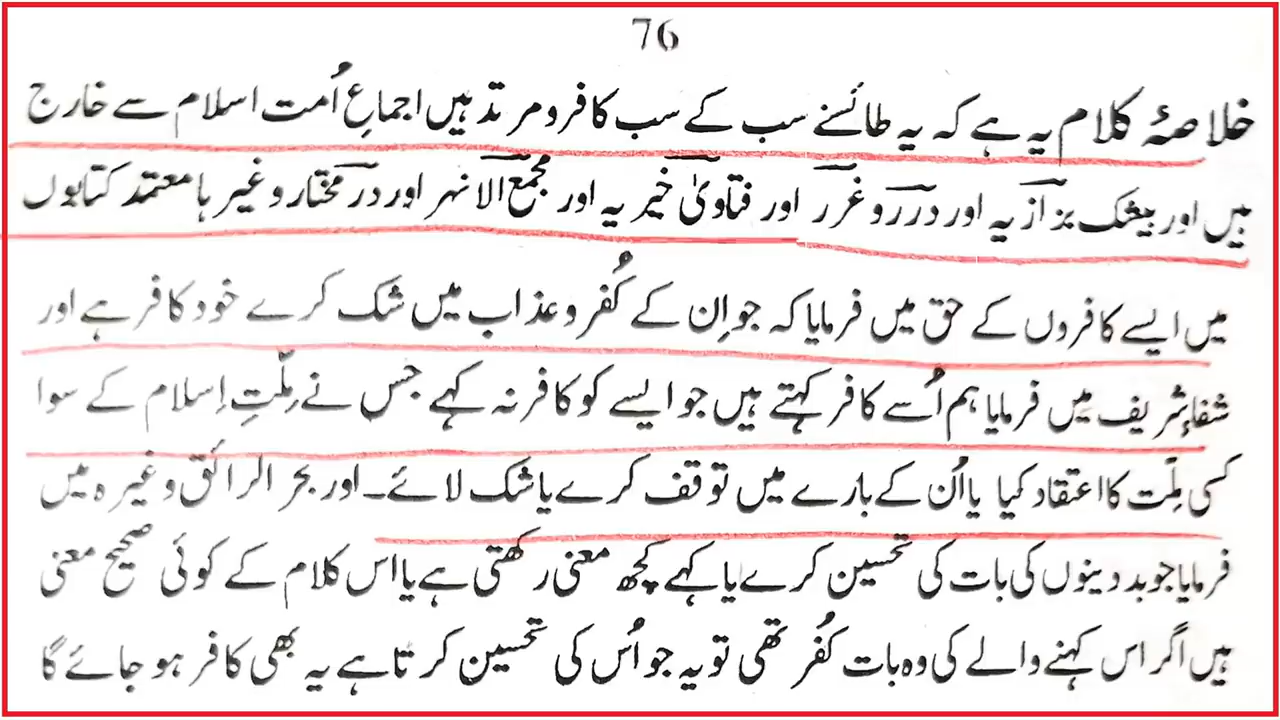 76
خلاصۂ کلام یہ ہے کہ یہ طائفے سب کے سب کافر و مرتد ہیں اجماعِ اُمت اسلام سے خارج
ہیں اور بیشک بزازیہ اور درر و غرر اور فتاویٰ خیریہ اور مجمع الانہر اور در مختار وغیرہا معتمد کتابوں
میں ایسے کافروں کے حق میں فرمایا کہ جو اِن کے کُفر و عذاب میں شک کرے خود کافر ہے اور
شفاءِ شریف میں فرمایا ہم اُسے کافر کہتے ہیں جو ایسے کو کافر نہ کہے جس نے مِلّتِ اِسلام کے سوا
کسی مِلّت کا اعتقاد کیا یا اُن کے بارے میں توقف کرے یا شک لائے۔ اور بحر الرائق وغیرہ میں
فرمایا جو بد دینوں کی بات کی تحسین کرے یا کہے کچھ معنی رکھتی ہے یا اس کلام کے کوئی صحیح معنی
ہیں اگر اس کہنے والے کی وہ بات کُفر تھی تو یہ جو اُس کی تحسین کرتا ہے یہ بھی کافر ہو جائے گا